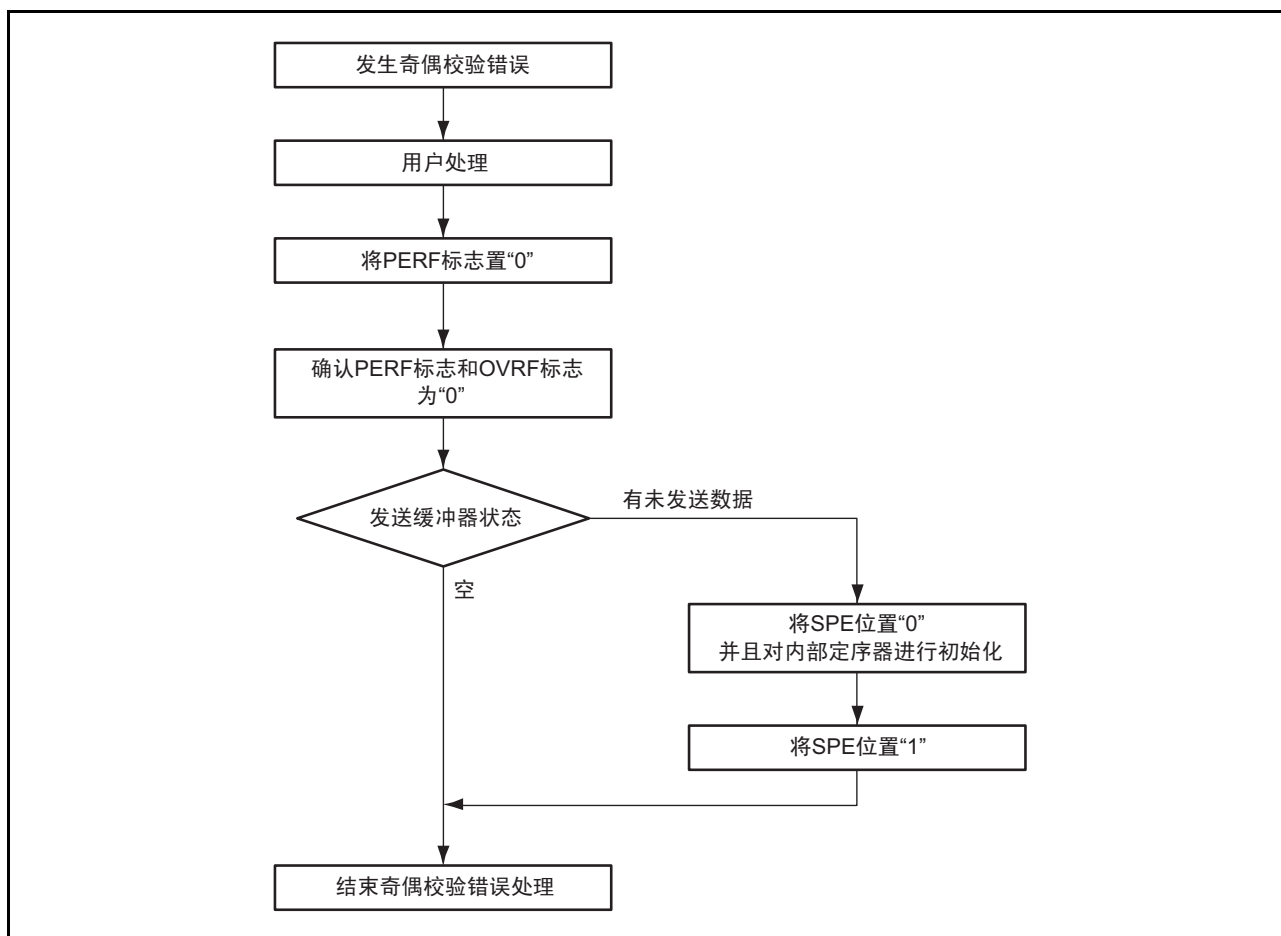 发生奇偶校验错误
用户处理
将PERF标志置“0”
确认PERF标志和OVRF标志
为“0”
发送缓冲器状态
有未发送数据
空
将SPE位置“0”
并且对内部定序器进行初始化
将SPE位置“1”
结束奇偶校验错误处理